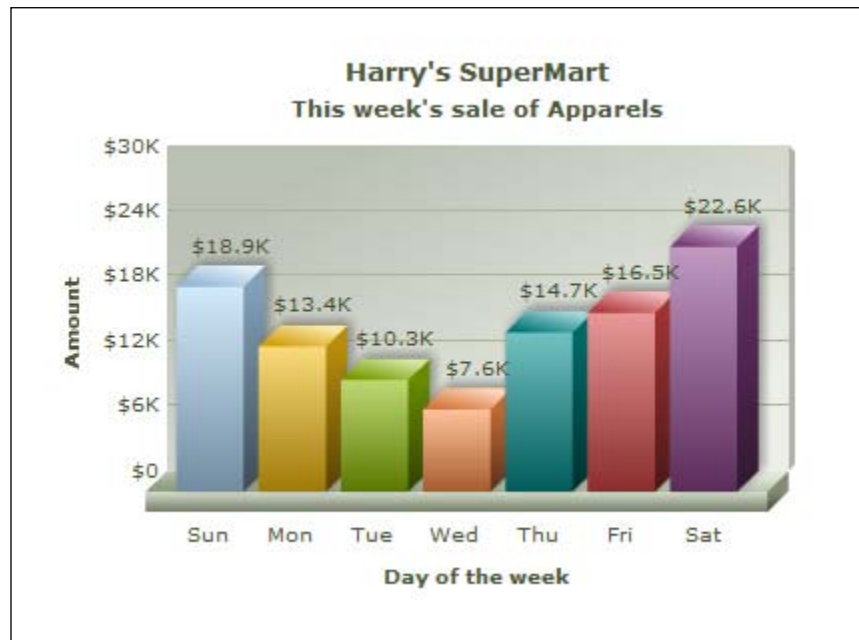 Harry's SuperMart
This week's sale of Apparels
$30K
$24K
$18K
$12K
$6K
$0
Amount
$18.9K
$13.4K
$10.3K
$7.6K
$14.7K
$16.5K
$22.6K
Sun Mon Tue Wed Thu Fri Sat
Day of the week